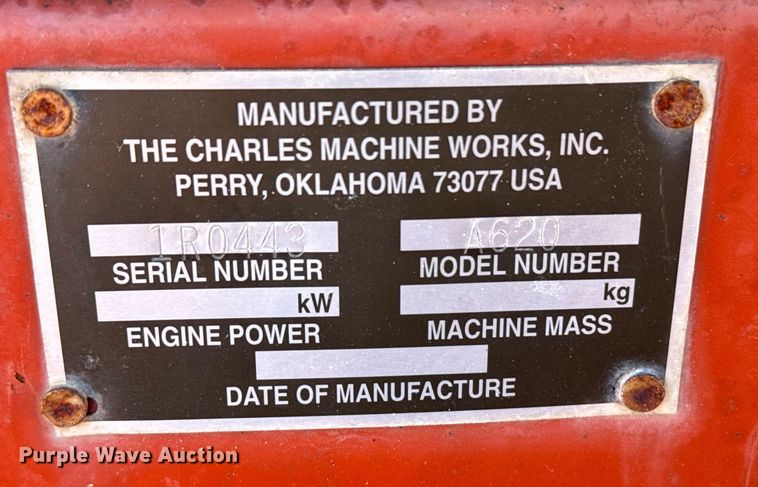 MANUFACTURED BY
THE CHARLES MACHINE WORKS, INC.
PERRY, OKLAHOMA 73077 USA
1R0443 A620
SERIAL NUMBER MODEL NUMBER
kW kg
ENGINE POWER MACHINE MASS
DATE OF MANUFACTURE
Purple Wave Auction